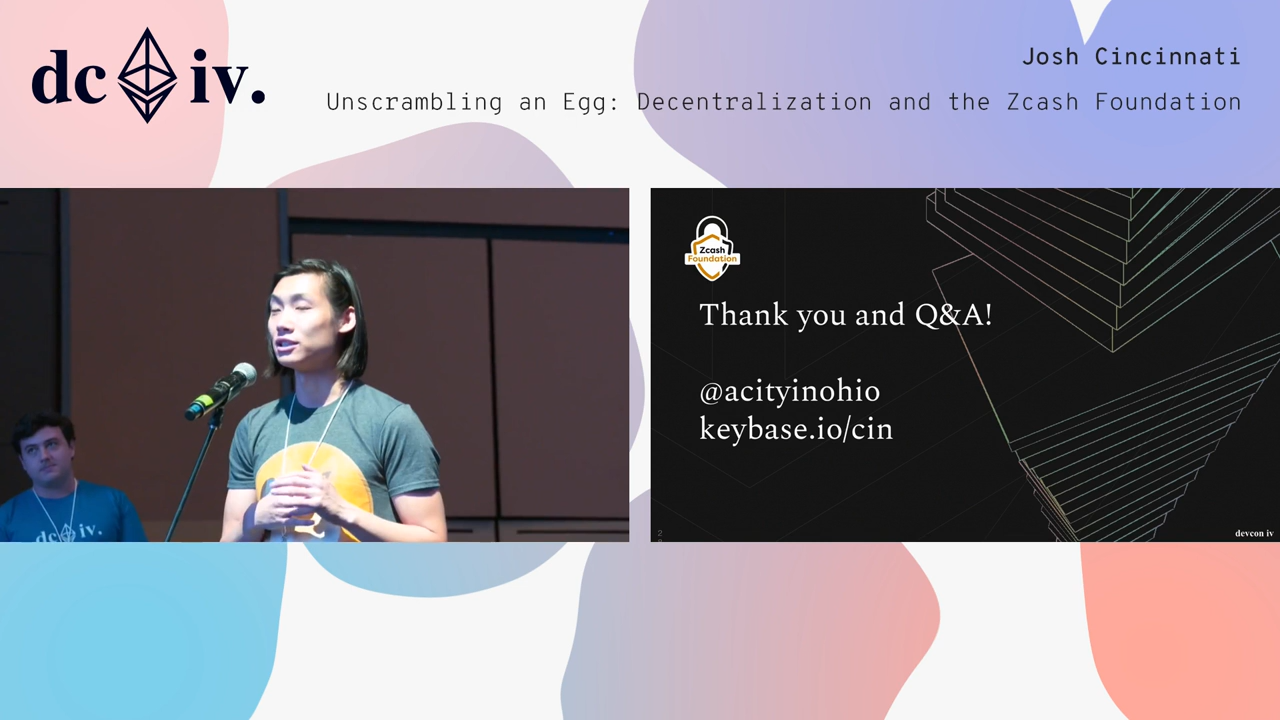 dc iv.
Josh Cincinnati
Unscrambling an Egg: Decentralization and the Zcash Foundation
dc iv.
Zcash
Foundation
Thank you and Q&A!
@acityinohio
keybase.io/cin
devcon iv